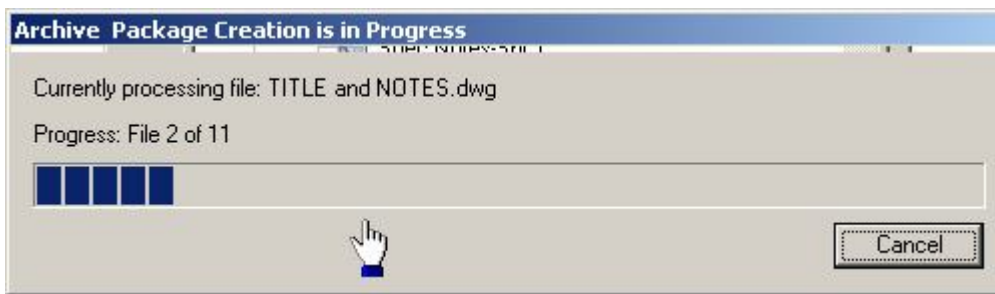 Archive Package Creation is in Progress
Currently processing file: TITLE and NOTES.dwg
Progress: File 2 of 11
Cancel